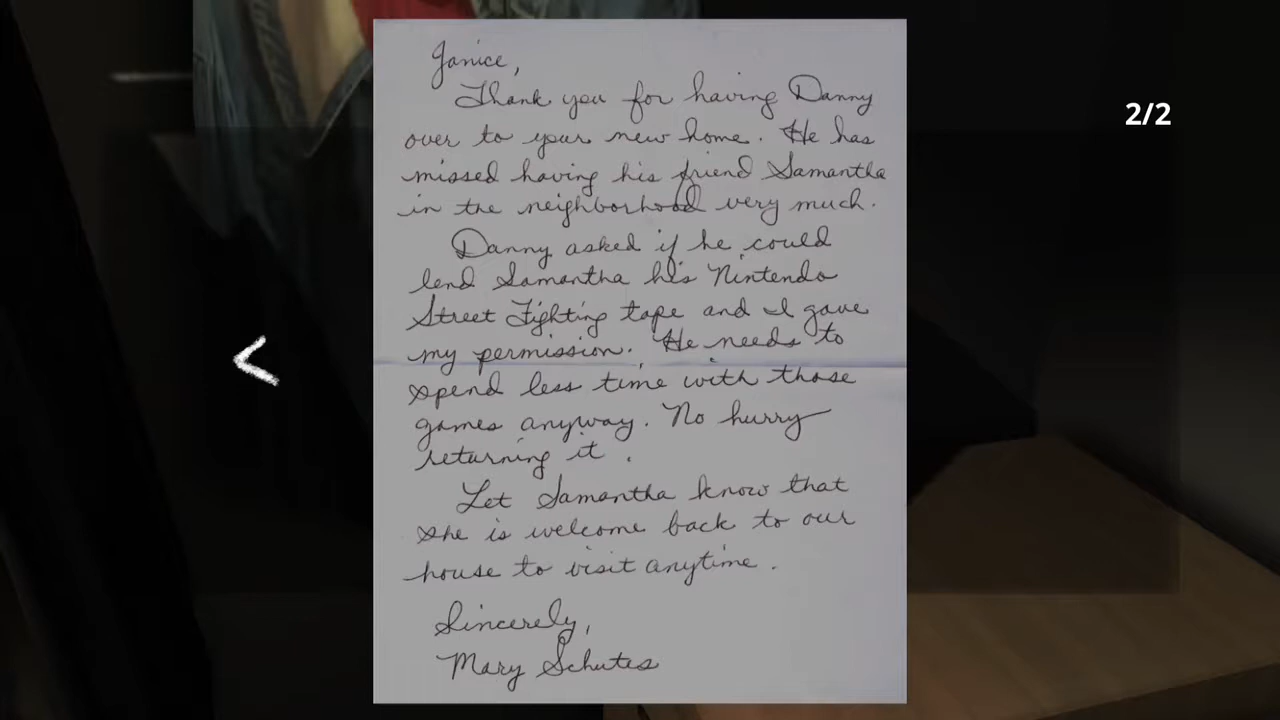 Janice,
Thank you for having Danny
over to your new home. He has
missed having his friend Samantha
in the neighborhood very much.
Danny asked if he could
lend Samantha his Nintendo
Street Fighting tape and I gave
my permission. He needs to
spend less time with those
games anyway. No hurry
returning it.
Let Samantha know that
she is welcome back to our
house to visit anytime.
Sincerely,
Mary Schutes
2/2